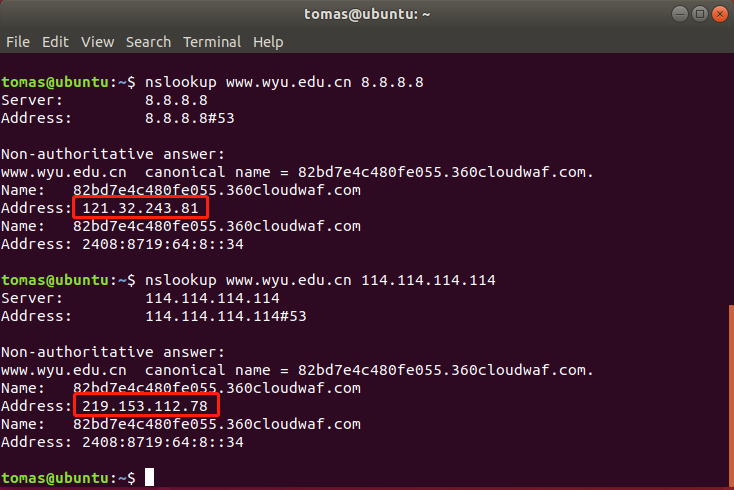 tomas@ubuntu: ~
File Edit View Search Terminal Help
tomas@ubuntu:~$ nslookup www.wyu.edu.cn 8.8.8.8
Server: 8.8.8.8
Address: 8.8.8.8#53
Non-authoritative answer:
www.wyu.edu.cn canonical name = 82bd7e4c480fe055.360cloudwaf.com.
Name: 82bd7e4c480fe055.360cloudwaf.com
Address: 121.32.243.81
Name: 82bd7e4c480fe055.360cloudwaf.com
Address: 2408:8719:64:8::34
tomas@ubuntu:~$ nslookup www.wyu.edu.cn 114.114.114.114
Server: 114.114.114.114
Address: 114.114.114.114#53
Non-authoritative answer:
www.wyu.edu.cn canonical name = 82bd7e4c480fe055.360cloudwaf.com.
Name: 82bd7e4c480fe055.360cloudwaf.com
Address: 219.153.112.78
Name: 82bd7e4c480fe055.360cloudwaf.com
Address: 2408:8719:64:8::34
tomas@ubuntu:~$